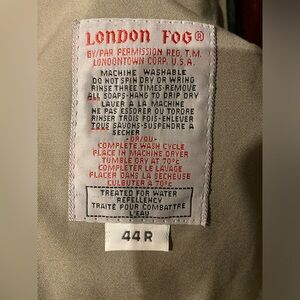 LONDON FOG®
BY/PAR PERMISSION REG. T.M.
LONDONTOWN CORP. U.S.A.
MACHINE WASHABLE
DO NOT SPIN DRY OR WRING
RINSE THREE TIMES-REMOVE
ALL SOAPS-HANG TO DRIP DRY
LAVER A LA MACHINE
NE PAS ESSORER OU TORDRE
RINSER TROIS FOIS-ENLEVER
TOUS SAVONS-SUSPENDRE A
SECHER
-OR/OU-
COMPLETE WASH CYCLE
PLACE IN MACHINE DRYER
TUMBLE DRY AT 70°C
COMPLETER LE LAVAGE
PLACER DANS LA SECHEUSE
CULBUTER A 70°C
TREATED FOR WATER
REPELLENCY
TRAITÉ POUR COMBATTRE
L'EAU
44R